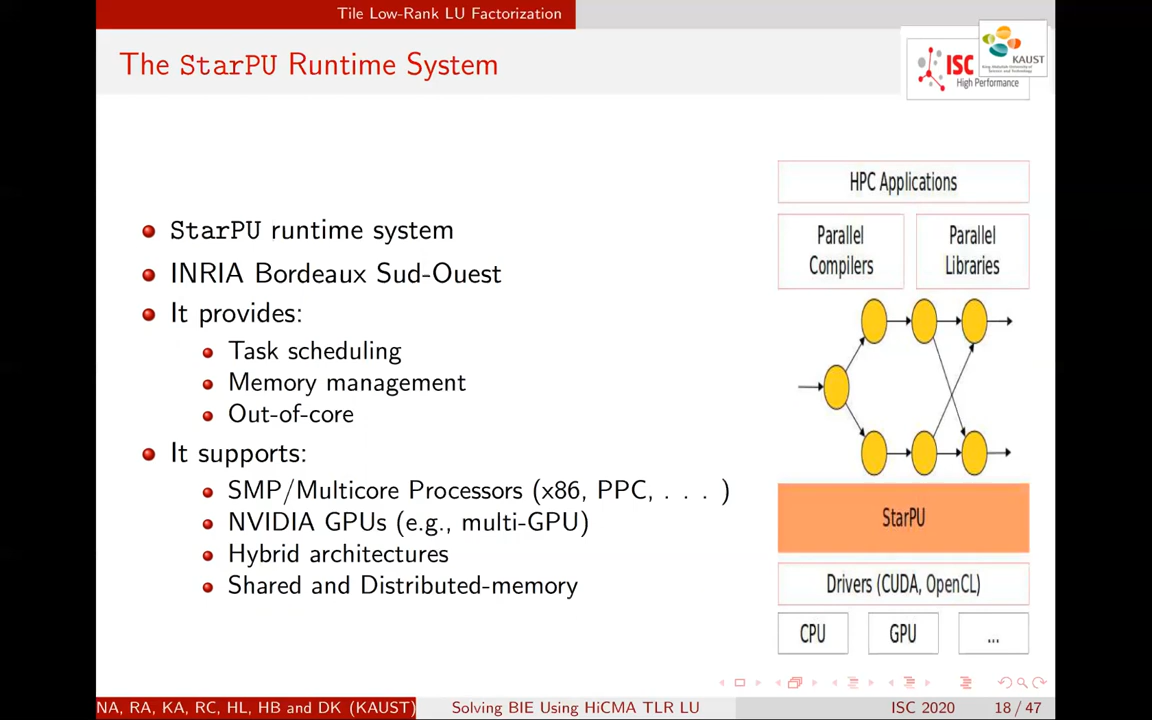 Tile Low-Rank LU Factorization
The StarPU Runtime System
ISC
High Performance
KAUST
StarPU runtime system
INRIA Bordeaux Sud-Ouest
It provides:
Task scheduling
Memory management
Out-of-core
It supports:
SMP/Multicore Processors (x86, PPC, . . . )
NVIDIA GPUs (e.g., multi-GPU)
Hybrid architectures
Shared and Distributed-memory
HPC Applications
Parallel
Compilers
Parallel
Libraries
StarPU
Drivers (CUDA, OpenCL)
CPU
GPU
...
NA, RA, KA, RC, HL, HB and DK (KAUST)
Solving BIE Using HiCMA TLR LU
ISC 2020
18 / 47